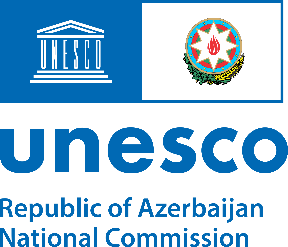 UNESCO
unesco
Republic of Azerbaijan
National Commission